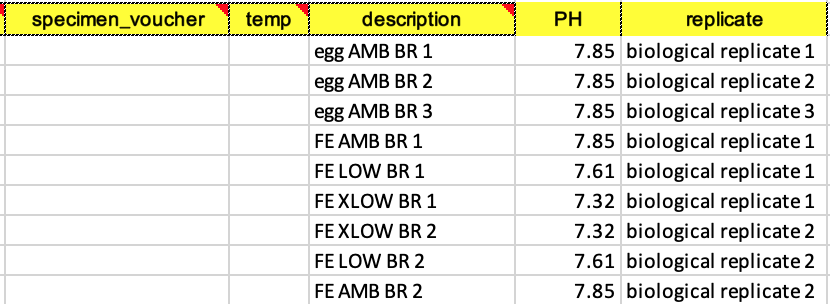 specimen_voucher temp description PH replicate
egg AMB BR 1 7.85 biological replicate 1
egg AMB BR 2 7.85 biological replicate 2
egg AMB BR 3 7.85 biological replicate 3
FE AMB BR 1 7.85 biological replicate 1
FE LOW BR 1 7.61 biological replicate 1
FE XLOW BR 1 7.32 biological replicate 1
FE XLOW BR 2 7.32 biological replicate 2
FE LOW BR 2 7.61 biological replicate 2
FE AMB BR 2 7.85 biological replicate 2